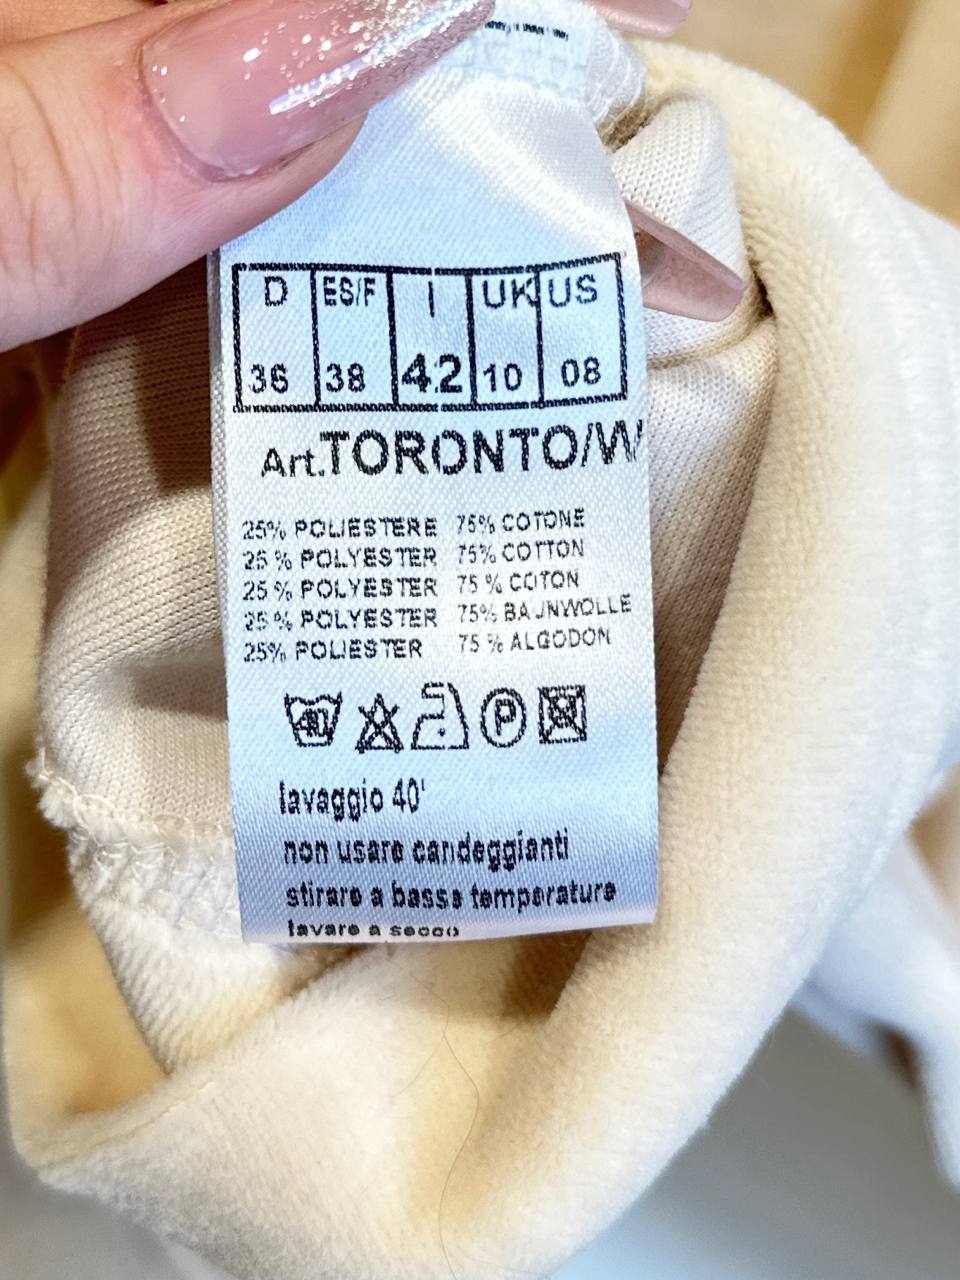 D ES/F I UK US
36 38 42 10 08
Art.TORONTO/W
25% POLIESTERE 75% COTONE
25 % POLYESTER 75% COTTON
25 % POLYESTER 75 % COTON
25 % POLYESTER 75% BAUNWOLLE
25% POLIESTER 75 % ALGODON
40
P
lavaggio 40'
non usare candeggianti
stirare a bassa temperature
lavare a secco